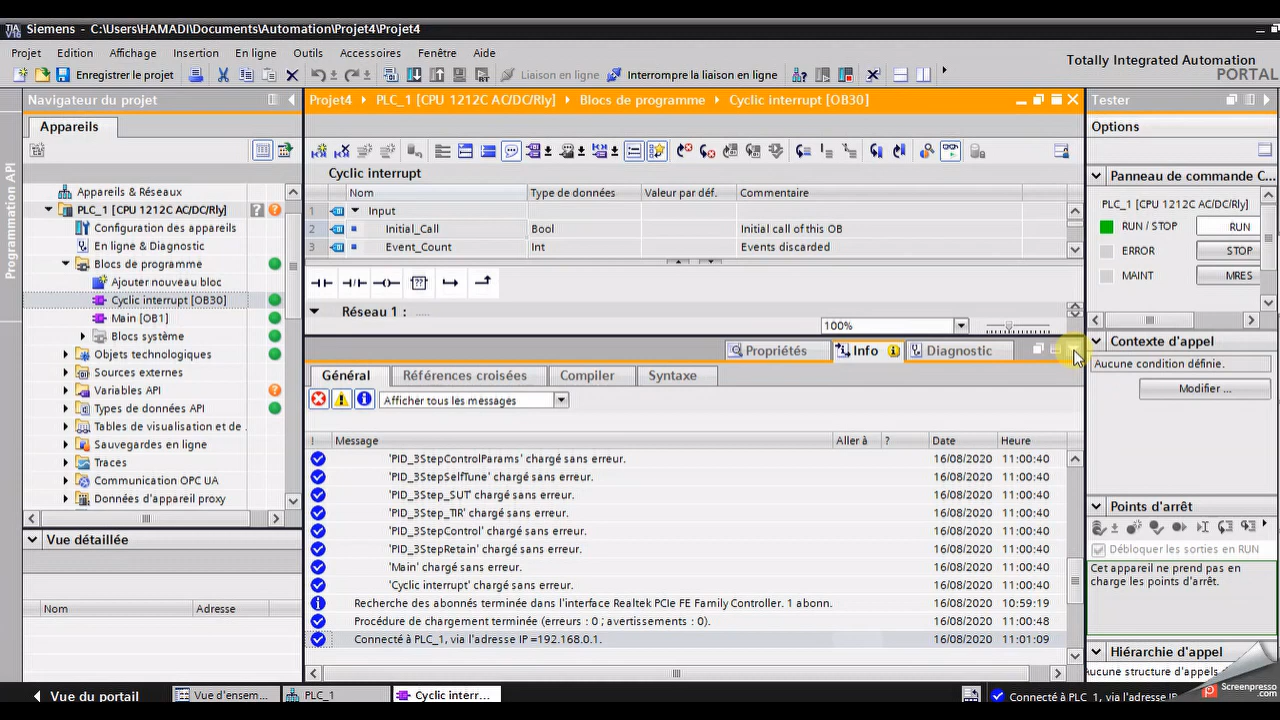 TIA V16
Siemens - C:\Users\HAMADI\Documents\Automation\Projet4\Projet4
Projet Edition Affichage Insertion En ligne Outils Accessoires Fenêtre Aide
Totally Integrated Automation
PORTAL
Enregistrer le projet
Liaison en ligne
Interrompre la liaison en ligne
Navigateur du projet
Projet4 PLC_1 [CPU 1212C AC/DC/Rly] Blocs de programme Cyclic interrupt [OB30]
Tester
Appareils
Options
Programmation API
Cyclic interrupt
Panneau de commande C...
Nom Type de données Valeur par déf. Commentaire
1 Input
2 Initial_Call Bool Initial call of this OB
3 Event_Count Int Events discarded
PLC_1 [CPU 1212C AC/DC/Rly]
RUN / STOP RUN
ERROR STOP
MAINT MRES
Appareils & Réseaux
PLC_1 [CPU 1212C AC/DC/Rly]
Configuration des appareils
En ligne & Diagnostic
Blocs de programme
Ajouter nouveau bloc
Cyclic interrupt [OB30]
Main [OB1]
Blocs système
Objets technologiques
Sources externes
Variables API
Types de données API
Tables de visualisation et de .
Sauvegardes en ligne
Traces
Communication OPC UA
Données d'appareil proxy
??
Réseau 1 : .....
100%
Propriétés Info Diagnostic
Contexte d'appel
Aucune condition définie.
Modifier ...
Général Références croisées Compiler Syntaxe
Afficher tous les messages
! Message Aller à ? Date Heure
'PID_3StepControlParams' chargé sans erreur. 16/08/2020 11:00:40
'PID_3StepSelfTune' chargé sans erreur. 16/08/2020 11:00:40
'PID_3Step_SUT' chargé sans erreur. 16/08/2020 11:00:40
'PID_3Step_TIR' chargé sans erreur. 16/08/2020 11:00:40
'PID_3StepControl' chargé sans erreur. 16/08/2020 11:00:40
'PID_3StepRetain' chargé sans erreur. 16/08/2020 11:00:40
'Main' chargé sans erreur. 16/08/2020 11:00:40
'Cyclic interrupt' chargé sans erreur. 16/08/2020 11:00:40
Recherche des abonnés terminée dans l'interface Realtek PCIe FE Family Controller. 1 abonn. 16/08/2020 10:59:19
Procédure de chargement terminée (erreurs : 0 ; avertissements : 0). 16/08/2020 11:00:48
Connecté à PLC_1, via l'adresse IP =192.168.0.1. 16/08/2020 11:01:09
Points d'arrêt
Débloquer les sorties en RUN
Cet appareil ne prend pas en
charge les points d'arrêt.
Hiérarchie d'appel
Aucune structure d'appels
Vue détaillée
Nom Adresse
Vue du portail
Vue d'ensem...
PLC_1
Cyclic interr...
Connecté à PLC_1, via l'adresse IP
Screenpresso
.com